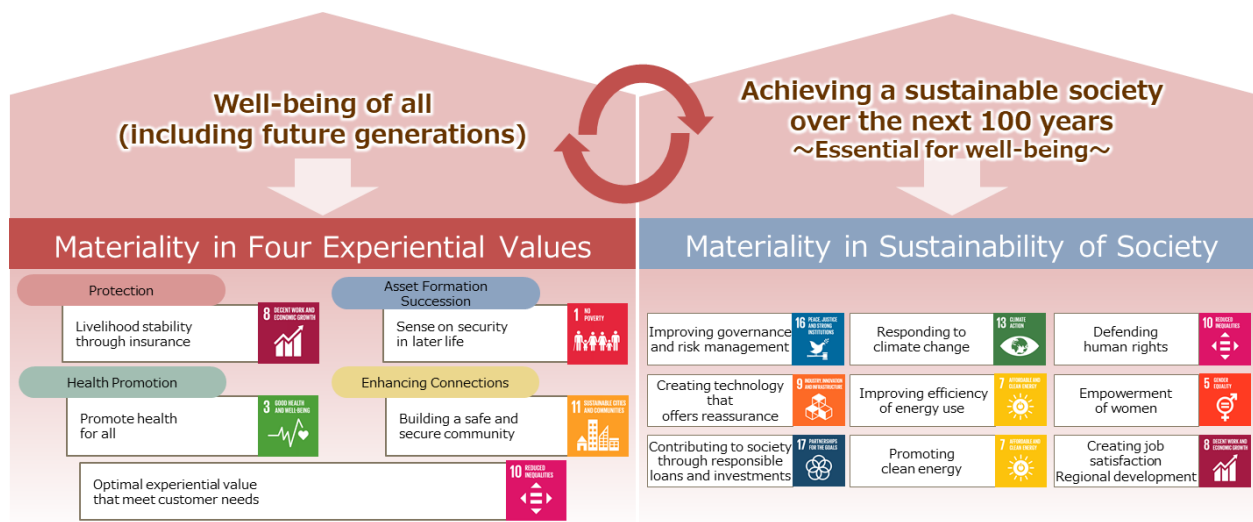 Well-being of all
(including future generations)
Achieving a sustainable society
over the next 100 years
～Essential for well-being～
Materiality in Four Experiential Values
Protection
Livelihood stability
through insurance
8 DECENT WORK AND
ECONOMIC GROWTH
Asset Formation
Succession
Sense on security
in later life
1 NO
POVERTY
Health Promotion
Promote health
for all
3 GOOD HEALTH
AND WELL-BEING
Enhancing Connections
Building a safe and
secure community
11 SUSTAINABLE CITIES
AND COMMUNITIES
Optimal experiential value
that meet customer needs
10 REDUCED
INEQUALITIES
Materiality in Sustainability of Society
Improving governance
and risk management
16 PEACE, JUSTICE
AND STRONG
INSTITUTIONS
Responding to
climate change
13 CLIMATE
ACTION
Defending
human rights
10 REDUCED
INEQUALITIES
Creating technology
that
offers reassurance
9 INDUSTRY, INNOVATION
AND INFRASTRUCTURE
Improving efficiency
of energy use
7 AFFORDABLE AND
CLEAN ENERGY
Empowerment
of women
5 GENDER
EQUALITY
Contributing to society
through responsible
loans and investments
17 PARTNERSHIPS
FOR THE GOALS
Promoting
clean energy
7 AFFORDABLE AND
CLEAN ENERGY
Creating job
satisfaction
Regional development
8 DECENT WORK AND
ECONOMIC GROWTH